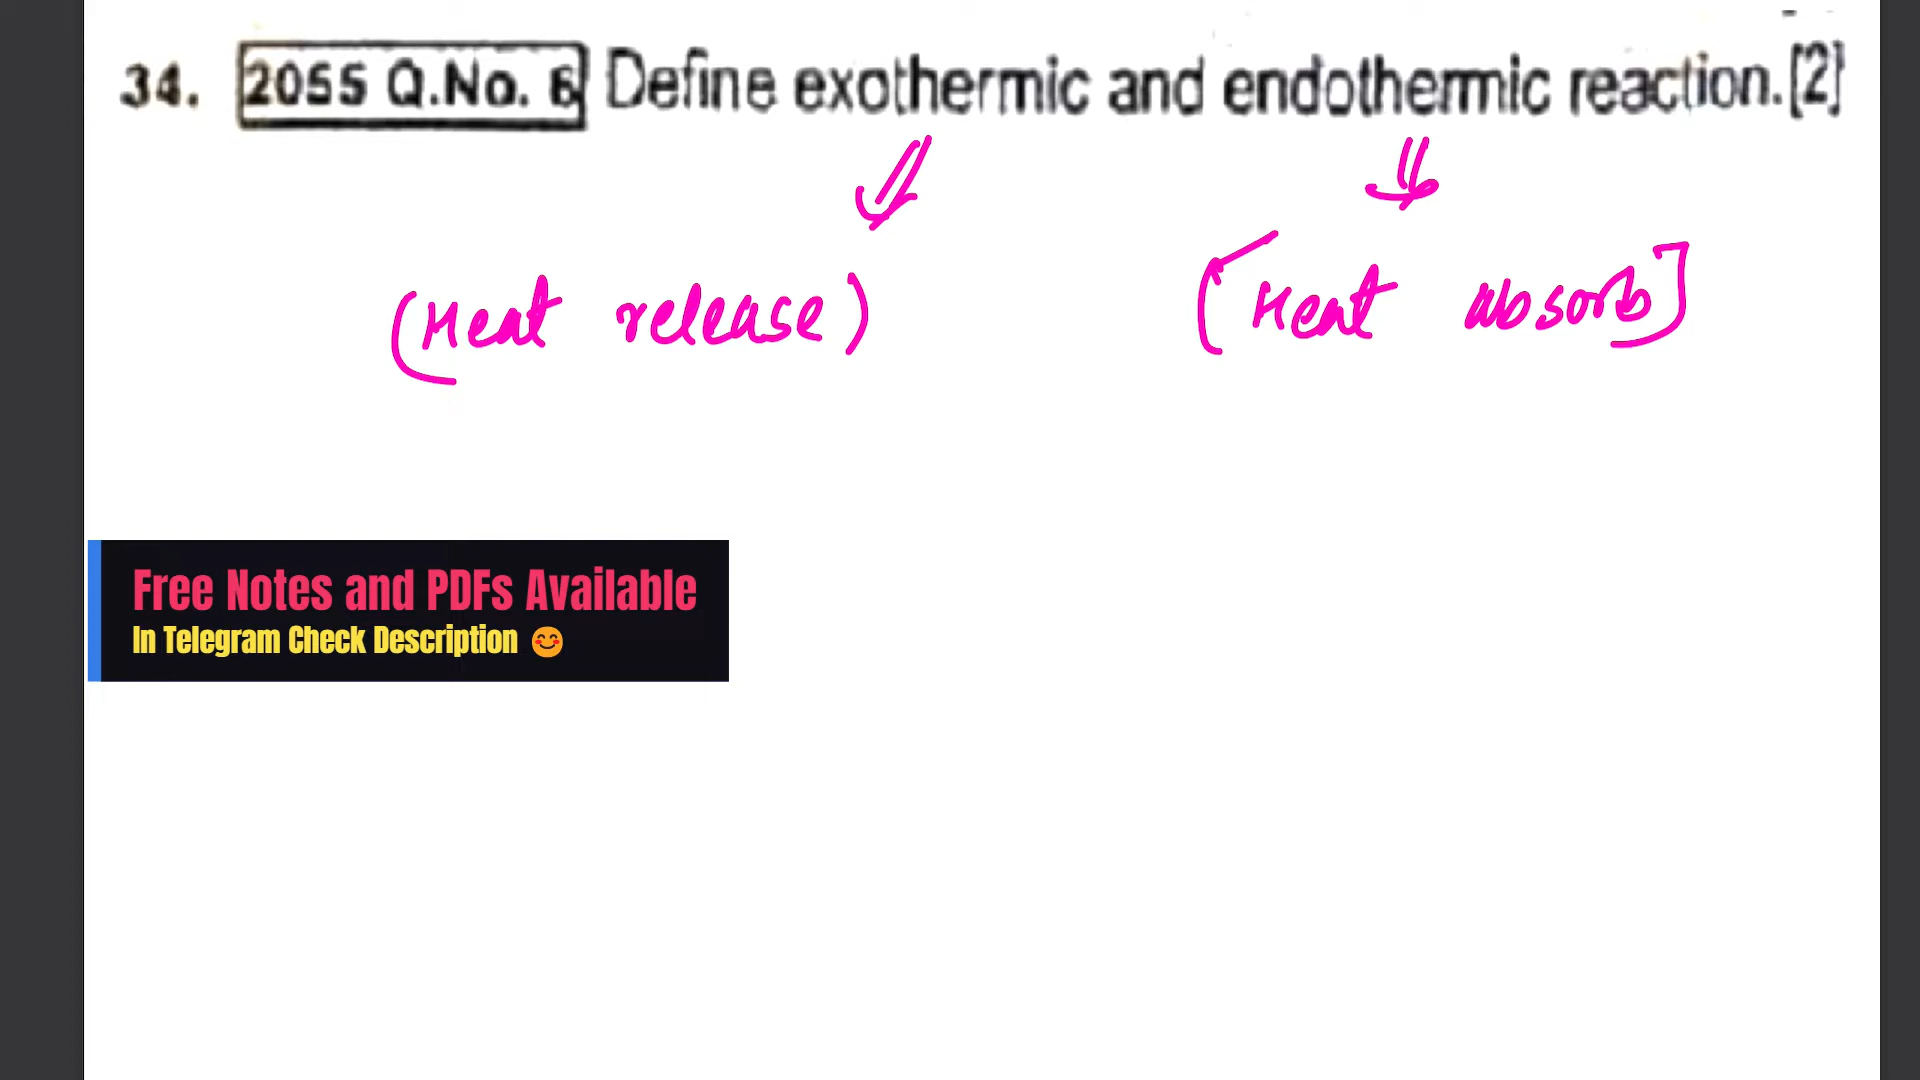 34. 2055 Q.No. 6 Define exothermic and endothermic reaction. [2]
(Heat release) [Heat absorb]
Free Notes and PDFs Available
In Telegram Check Description 😊